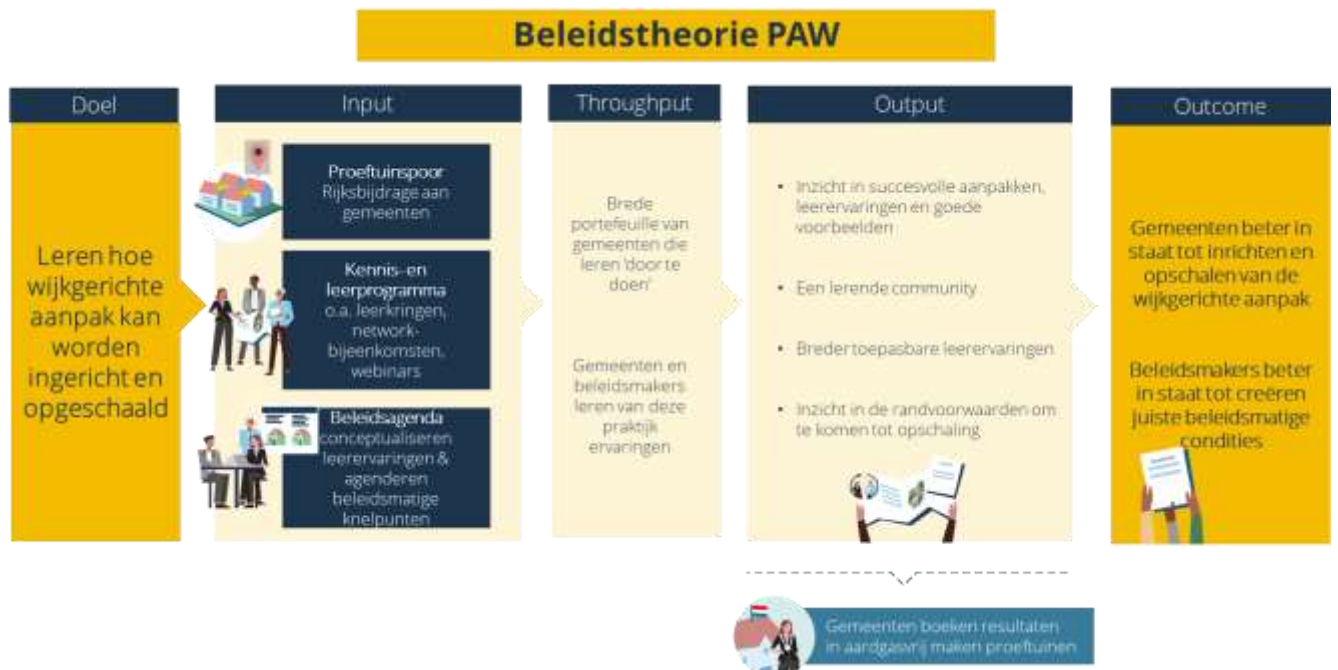 Beleidstheorie PAW
Doel
Leren hoe
wijkgerichte
aanpak kan
worden
ingericht en
opgeschaald
Input
Proeftuinspoor
Rijksbijdrage aan
gemeenten
Kennis- en
leerprogramma
o.a. leerkringen,
network-
bijeenkomsten,
webinars
Beleidsagenda
conceptualiseren
leerervaringen &
agenderen
beleidsmatige
knelpunten
Throughput
Brede
portefeuille van
gemeenten die
leren 'door te
doen'
Gemeenten en
beleidsmakers
leren van deze
praktijk
ervaringen
Output
• Inzicht in succesvolle aanpakken,
leerervaringen en goede
voorbeelden
• Een lerende community
• Breder toepasbare leerervaringen
• Inzicht in de randvoorwaarden om
te komen tot opschaling
Outcome
Gemeenten beter in
staat tot inrichten en
opschalen van de
wijkgerichte aanpak
Beleidsmakers beter
in staat tot creëren
juiste beleidsmatige
condities
Gemeenten boeken resultaten
in aardgasvrij maken proeftuinen